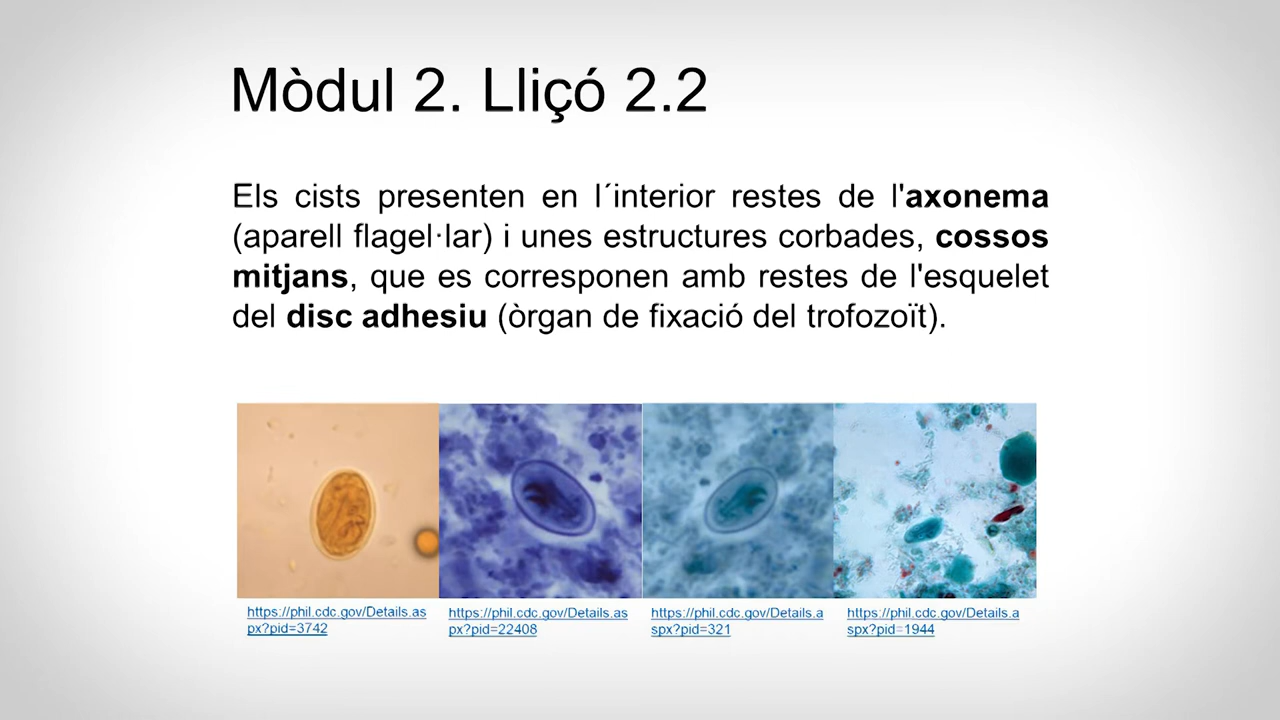 Mòdul 2. Lliçó 2.2
Els cists presenten en l´interior restes de l'axonema
(aparell flagel·lar) i unes estructures corbades, cossos
mitjans, que es corresponen amb restes de l'esquelet
del disc adhesiu (òrgan de fixació del trofozoït).
https://phil.cdc.gov/Details.as
px?pid=3742
https://phil.cdc.gov/Details.as
px?pid=22408
https://phil.cdc.gov/Details.a
spx?pid=321
https://phil.cdc.gov/Details.a
spx?pid=1944